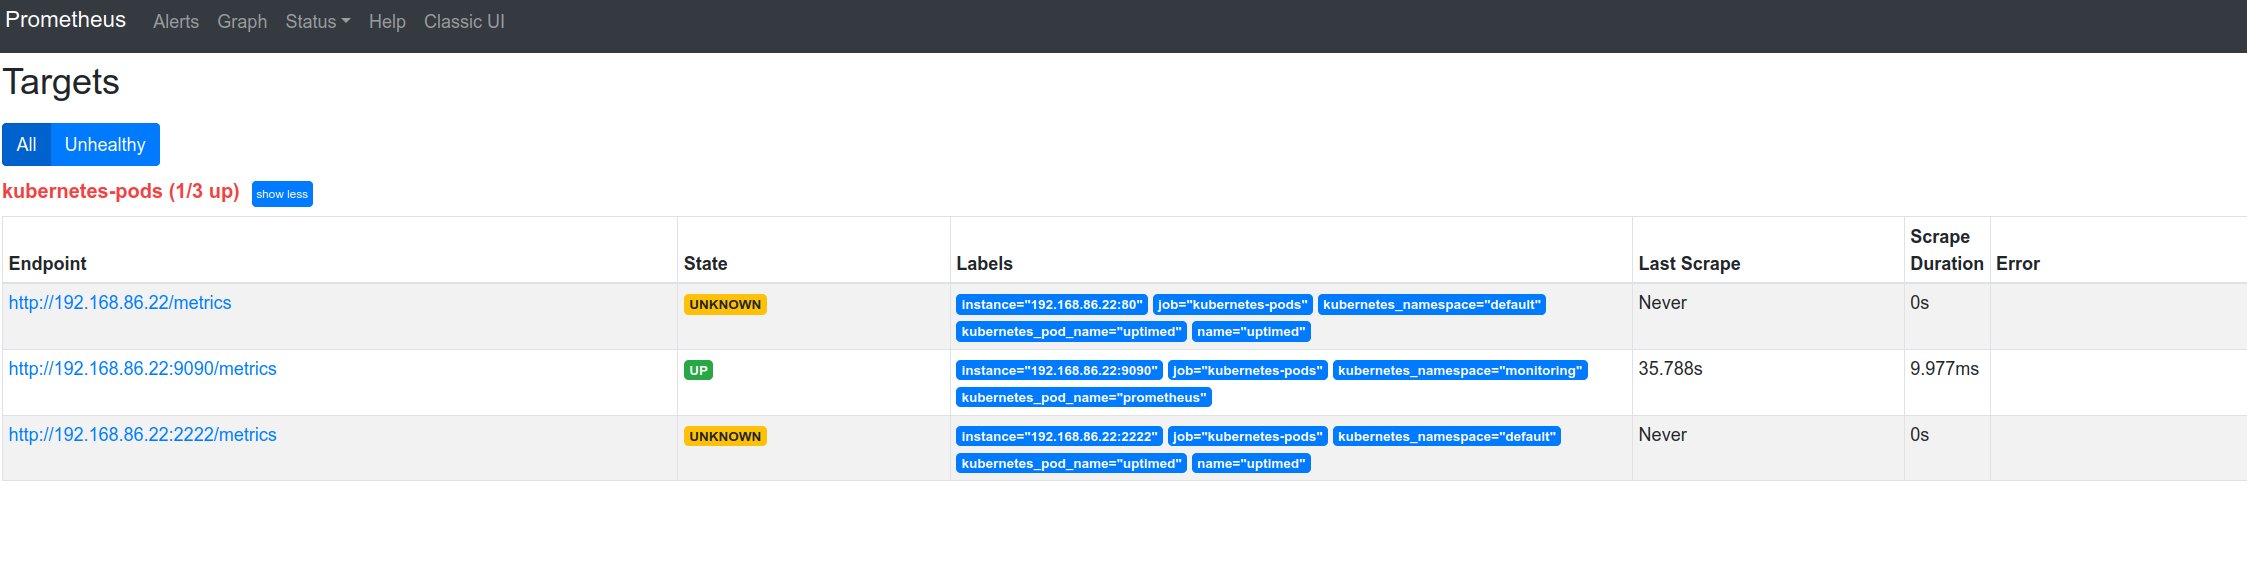 Prometheus Alerts Graph Status Help Classic UI
Targets
All Unhealthy
kubernetes-pods (1/3 up) show less
Endpoint State Labels Last Scrape Scrape Duration Error
http://192.168.86.22/metrics UNKNOWN instance="192.168.86.22:80" job="kubernetes-pods" kubernetes_namespace="default" Never 0s
kubernetes_pod_name="uptimed" name="uptimed"
http://192.168.86.22:9090/metrics UP instance="192.168.86.22:9090" job="kubernetes-pods" kubernetes_namespace="monitoring" 35.788s 9.977ms
kubernetes_pod_name="prometheus"
http://192.168.86.22:2222/metrics UNKNOWN instance="192.168.86.22:2222" job="kubernetes-pods" kubernetes_namespace="default" Never 0s
kubernetes_pod_name="uptimed" name="uptimed"